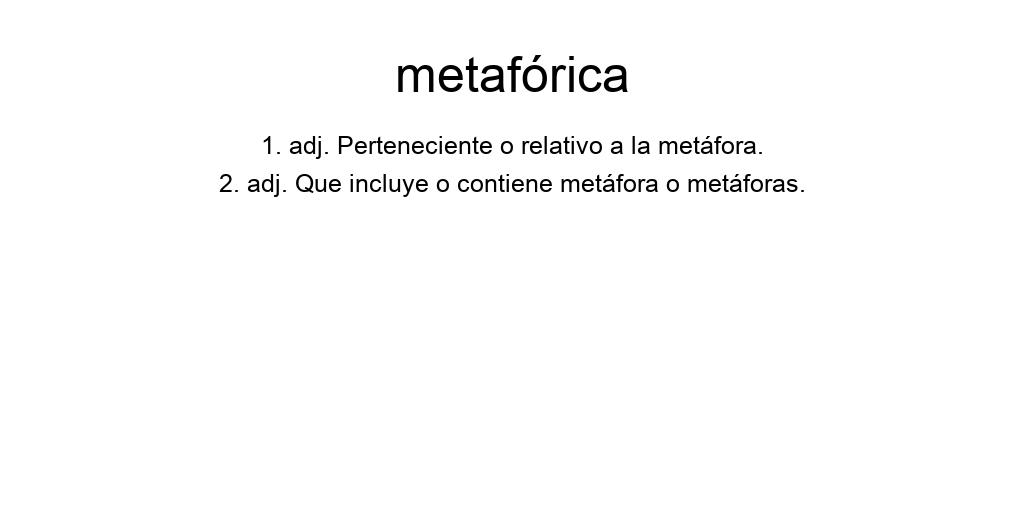 metafórica
1. adj. Perteneciente o relativo a la metáfora.
2. adj. Que incluye o contiene metáfora o metáforas.